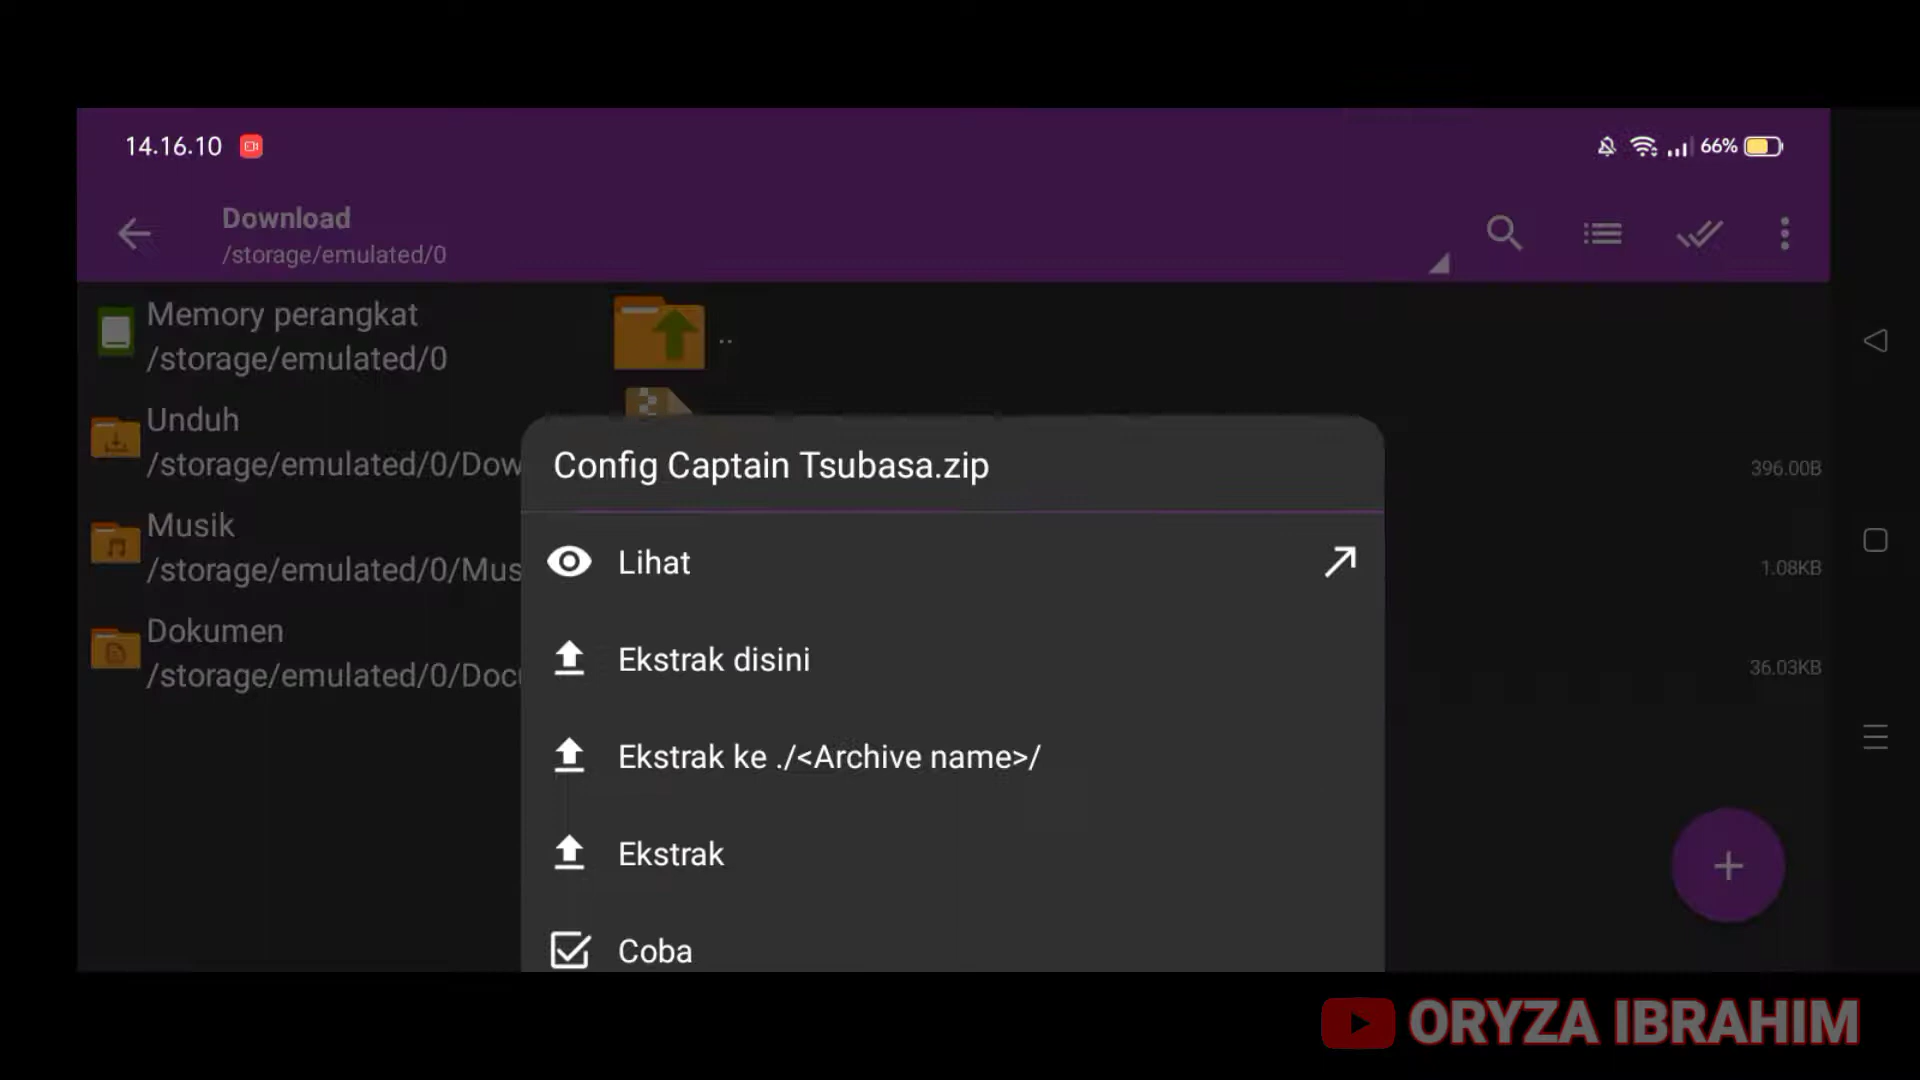 14.16.10
66%
Download
/storage/emulated/0
Memory perangkat
/storage/emulated/0
..
Unduh
/storage/emulated/0/Dow
Musik
/storage/emulated/0/Mus
Dokumen
/storage/emulated/0/Doc
Config Captain Tsubasa.zip
Lihat
Ekstrak disini
Ekstrak ke ./<Archive name>/
Ekstrak
Coba
396.00B
1.08KB
36.03KB
+
ORYZA IBRAHIM